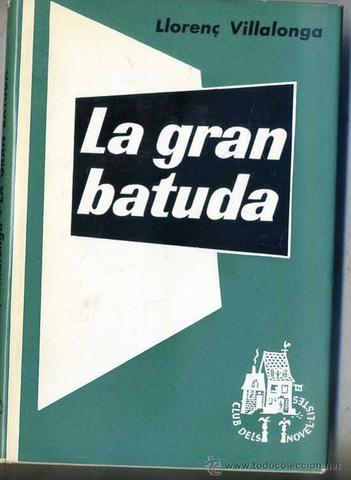 Llorenç Villalonga
La gran
batuda
CLUB DELS NOVEL·LISTES
© www.todocoleccion.net